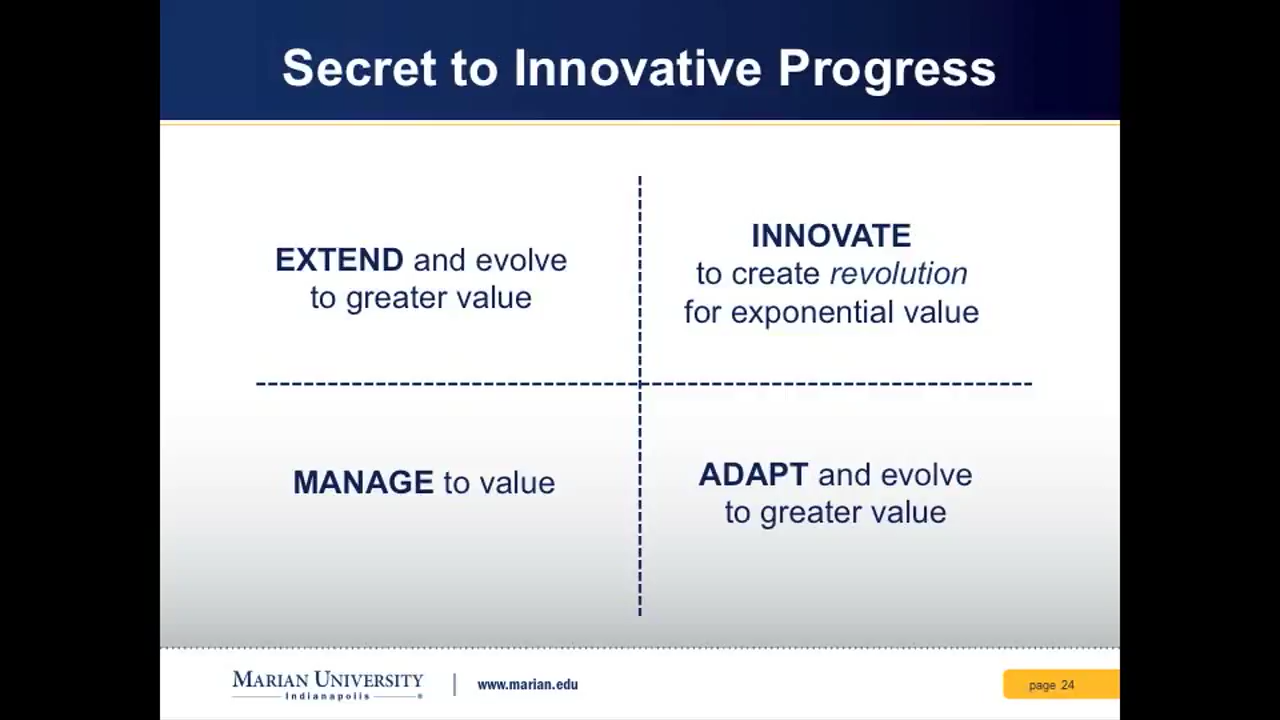 Secret to Innovative Progress
EXTEND and evolve
to greater value
INNOVATE
to create revolution
for exponential value
MANAGE to value
ADAPT and evolve
to greater value
MARIAN UNIVERSITY
Indianapolis ®
www.marian.edu
page 24